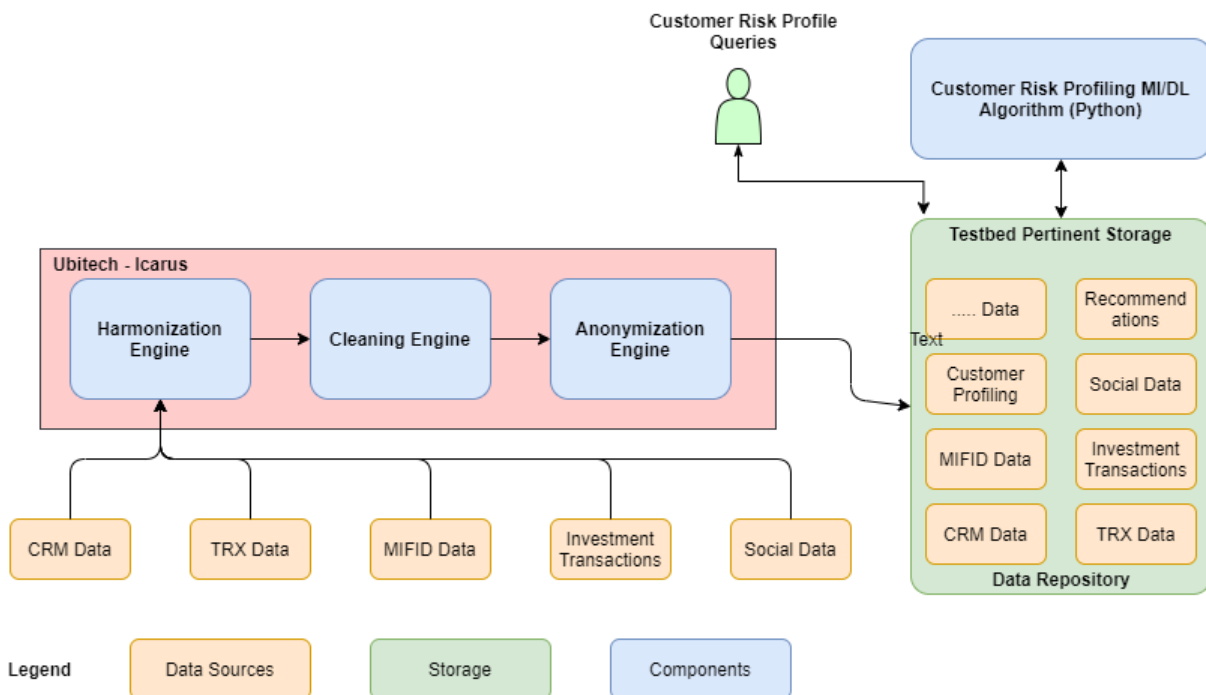 Customer Risk Profile
Queries
Customer Risk Profiling MI/DL
Algorithm (Python)
Testbed Pertinent Storage
Ubitech - Icarus
Harmonization
Engine
Cleaning Engine
Anonymization
Engine
..... Data
Recommend
ations
Text
Customer
Profiling
Social Data
MIFID Data
Investment
Transactions
CRM Data
TRX Data
Data Repository
CRM Data
TRX Data
MIFID Data
Investment
Transactions
Social Data
Legend
Data Sources
Storage
Components